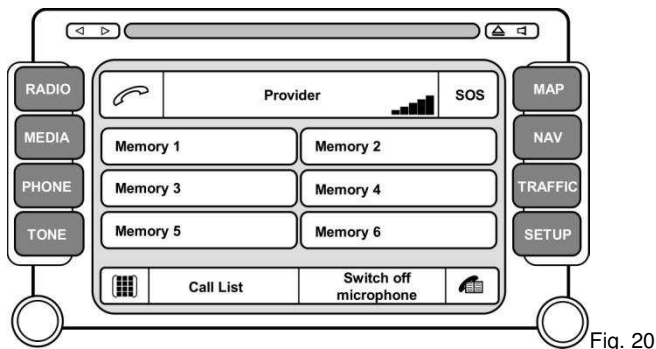 RADIO
MEDIA
PHONE
TONE
Provider
SOS
Memory 1
Memory 2
Memory 3
Memory 4
Memory 5
Memory 6
Call List
Switch off
microphone
MAP
NAV
TRAFFIC
SETUP
Fig. 20